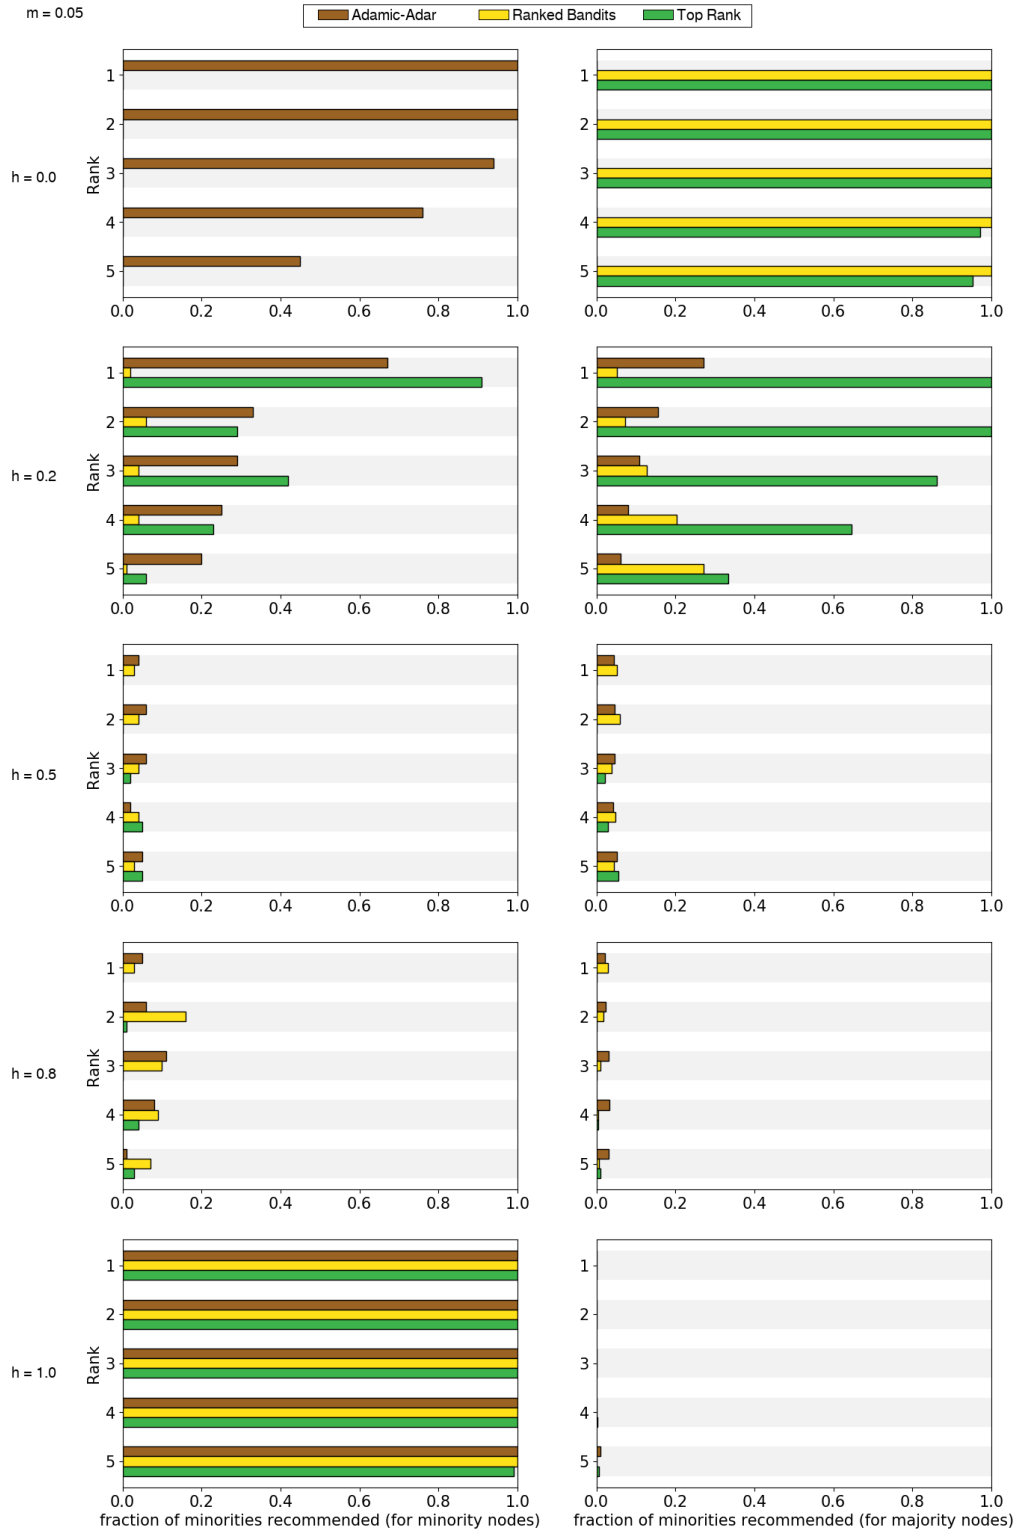 m = 0.05
Adamic-Adar Ranked Bandits Top Rank
h = 0.0
Rank
1
2
3
4
5
0.0 0.2 0.4 0.6 0.8 1.0
1
2
3
4
5
0.0 0.2 0.4 0.6 0.8 1.0
h = 0.2
Rank
1
2
3
4
5
0.0 0.2 0.4 0.6 0.8 1.0
1
2
3
4
5
0.0 0.2 0.4 0.6 0.8 1.0
h = 0.5
Rank
1
2
3
4
5
0.0 0.2 0.4 0.6 0.8 1.0
1
2
3
4
5
0.0 0.2 0.4 0.6 0.8 1.0
h = 0.8
Rank
1
2
3
4
5
0.0 0.2 0.4 0.6 0.8 1.0
1
2
3
4
5
0.0 0.2 0.4 0.6 0.8 1.0
h = 1.0
Rank
1
2
3
4
5
0.0 0.2 0.4 0.6 0.8 1.0
fraction of minorities recommended (for minority nodes)
1
2
3
4
5
0.0 0.2 0.4 0.6 0.8 1.0
fraction of minorities recommended (for majority nodes)